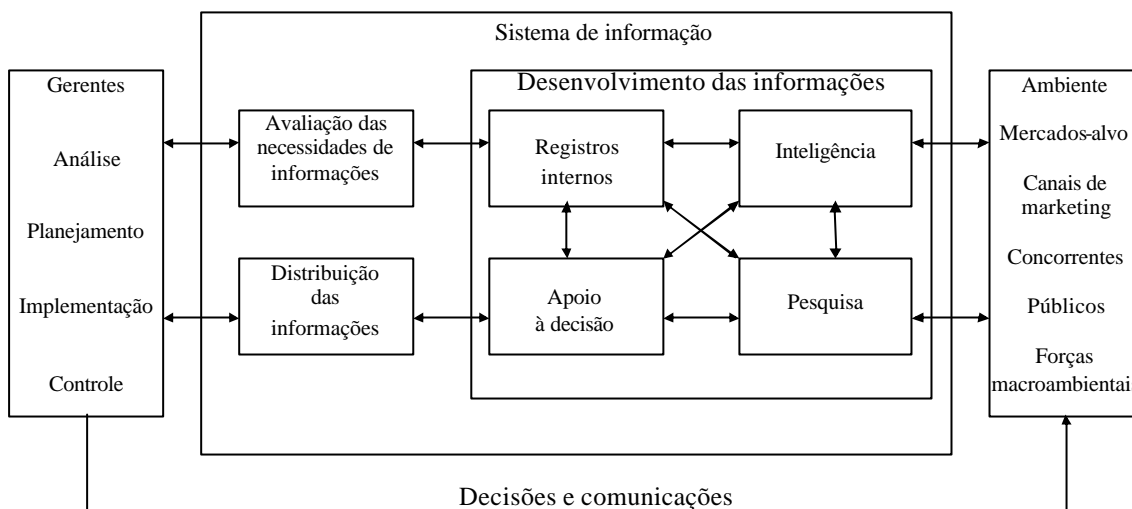 Sistema de informação
Gerentes
Análise
Planejamento
Implementação
Controle
Avaliação das
necessidades de
informações
Distribuição
das
informações
Desenvolvimento das informações
Registros
internos
Inteligência
Apoio
à decisão
Pesquisa
Ambiente
Mercados-alvo
Canais de
marketing
Concorrentes
Públicos
Forças
macroambientais
Decisões e comunicações